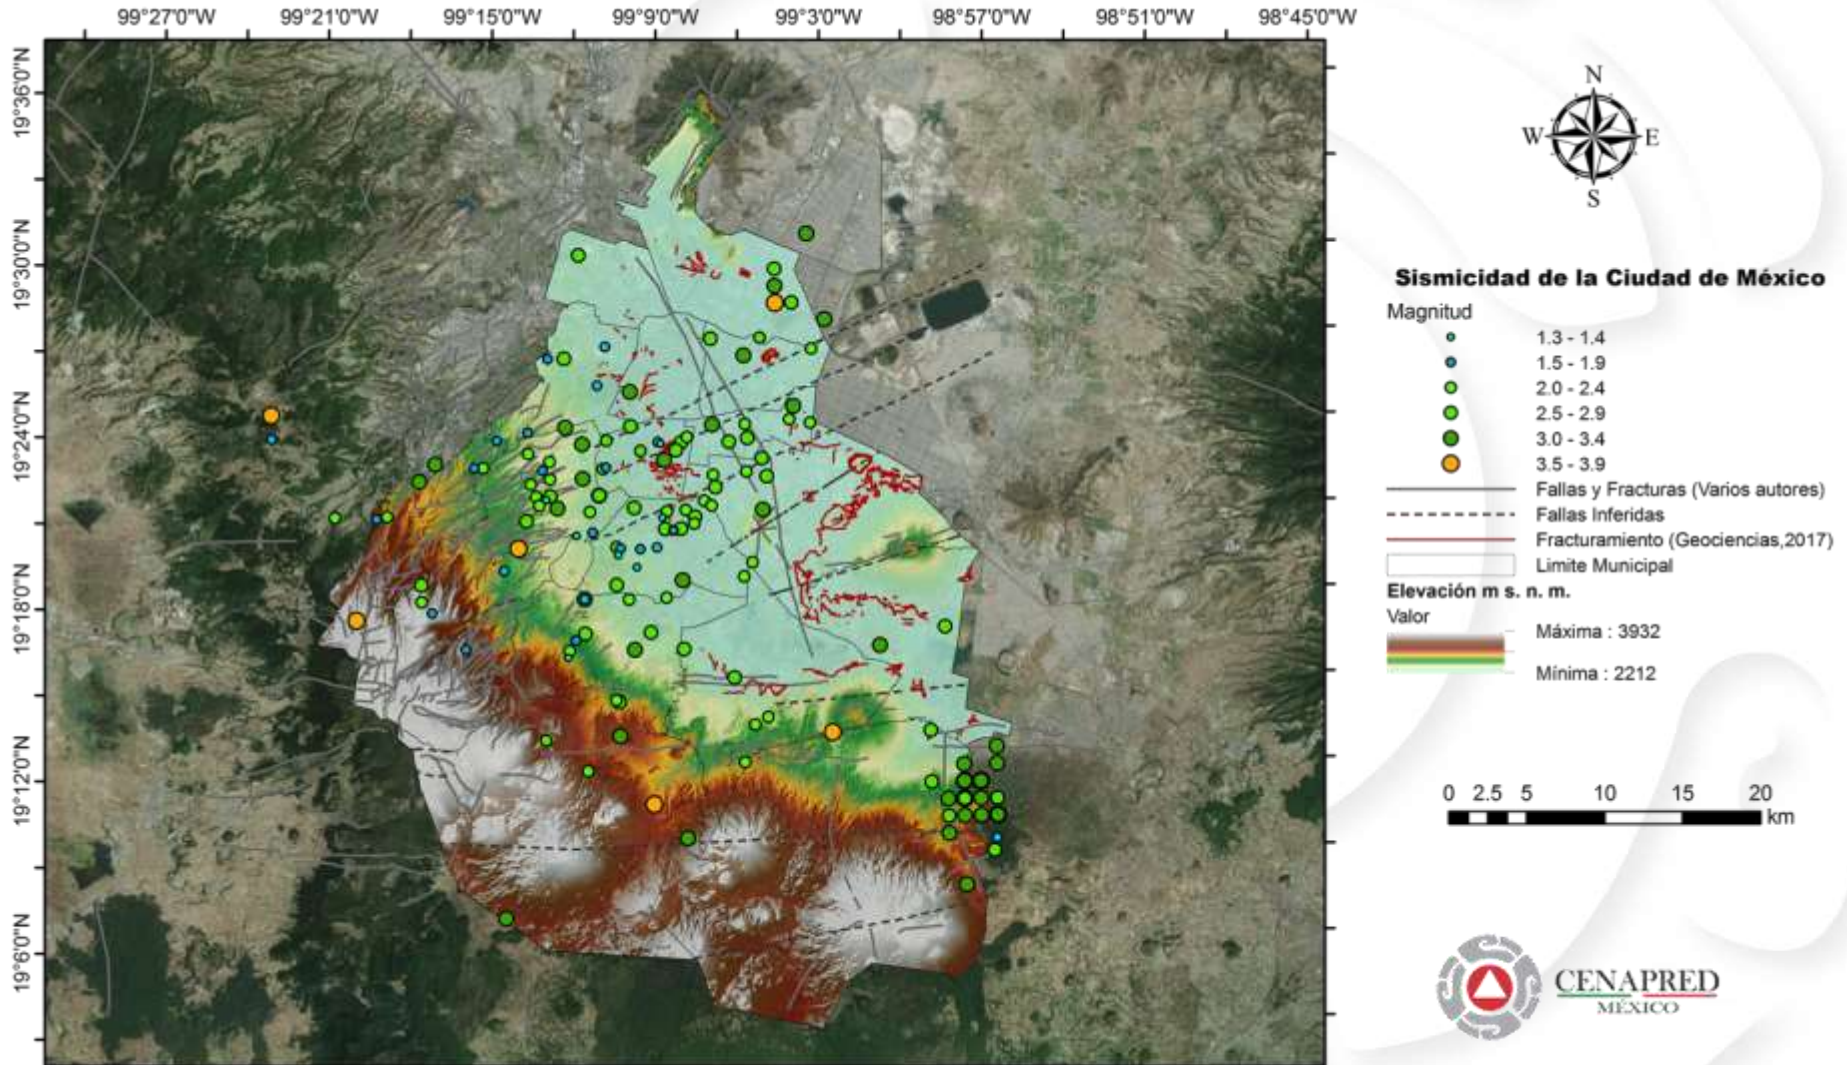 99°27'0"W 99°21'0"W 99°15'0"W 99°9'0"W 99°3'0"W 98°57'0"W 98°51'0"W 98°45'0"W
19°36'0"N
19°30'0"N
19°24'0"N
19°18'0"N
19°12'0"N
19°6'0"N
N
W E
S
Sismicidad de la Ciudad de México
Magnitud
1.3 - 1.4
1.5 - 1.9
2.0 - 2.4
2.5 - 2.9
3.0 - 3.4
3.5 - 3.9
Fallas y Fracturas (Varios autores)
Fallas Inferidas
Fracturamiento (Geociencias,2017)
Limite Municipal
Elevación m s. n. m.
Valor
Máxima : 3932
Mínima : 2212
0 2.5 5 10 15 20
km
CENAPRED
MÉXICO